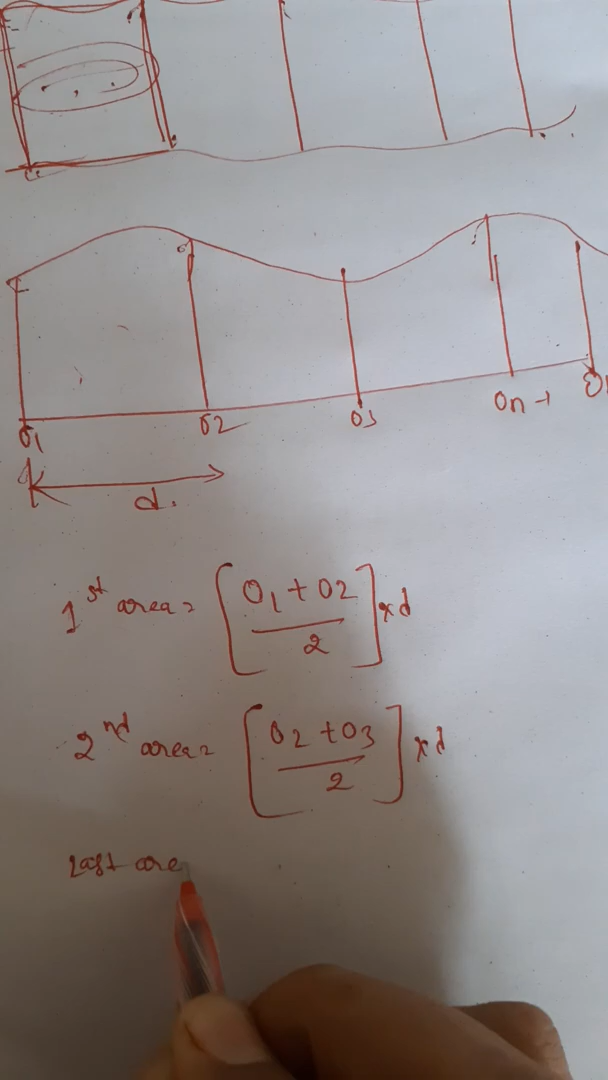 O1 O2 O3 On-1
d.
1st area = [O1 + O2 / 2] x d
2nd area = [O2 + O3 / 2] x d
Last are